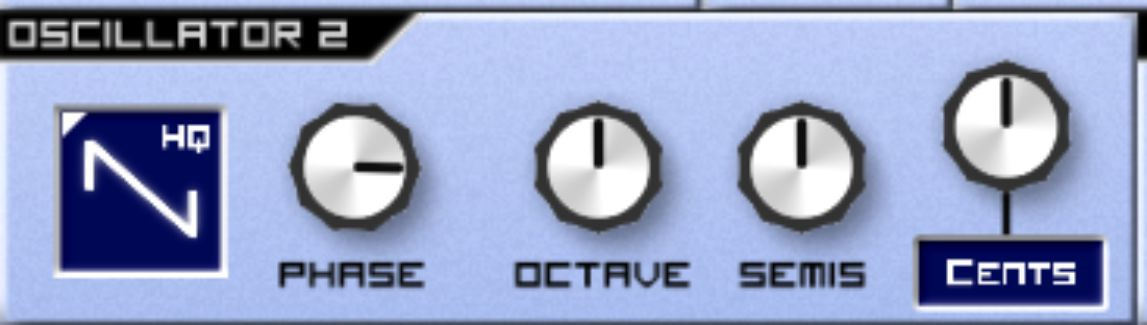 OSCILLATOR 2
HQ
PHASE
OCTAVE
SEMIS
CENTS